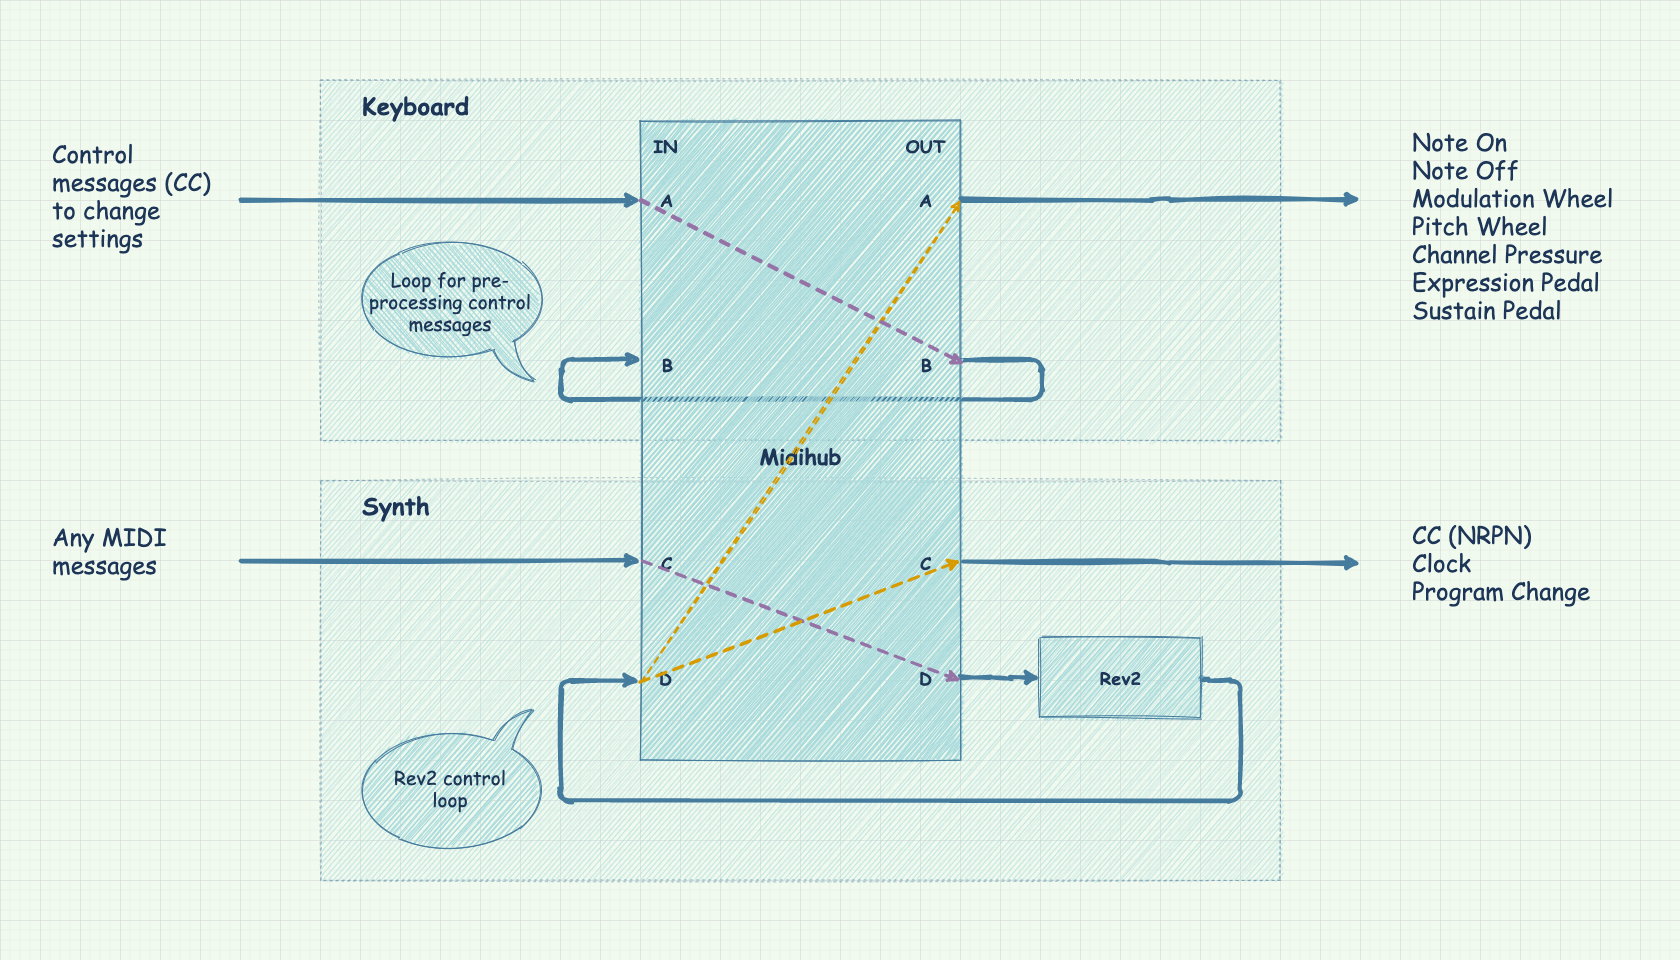 Keyboard
IN
OUT
Control
messages (CC)
to change
settings
A
A
Note On
Note Off
Modulation Wheel
Pitch Wheel
Channel Pressure
Expression Pedal
Sustain Pedal
Loop for pre-
processing control
messages
B
B
Midihub
Synth
Any MIDI
messages
C
C
CC (NRPN)
Clock
Program Change
D
D
Rev2
Rev2 control
loop